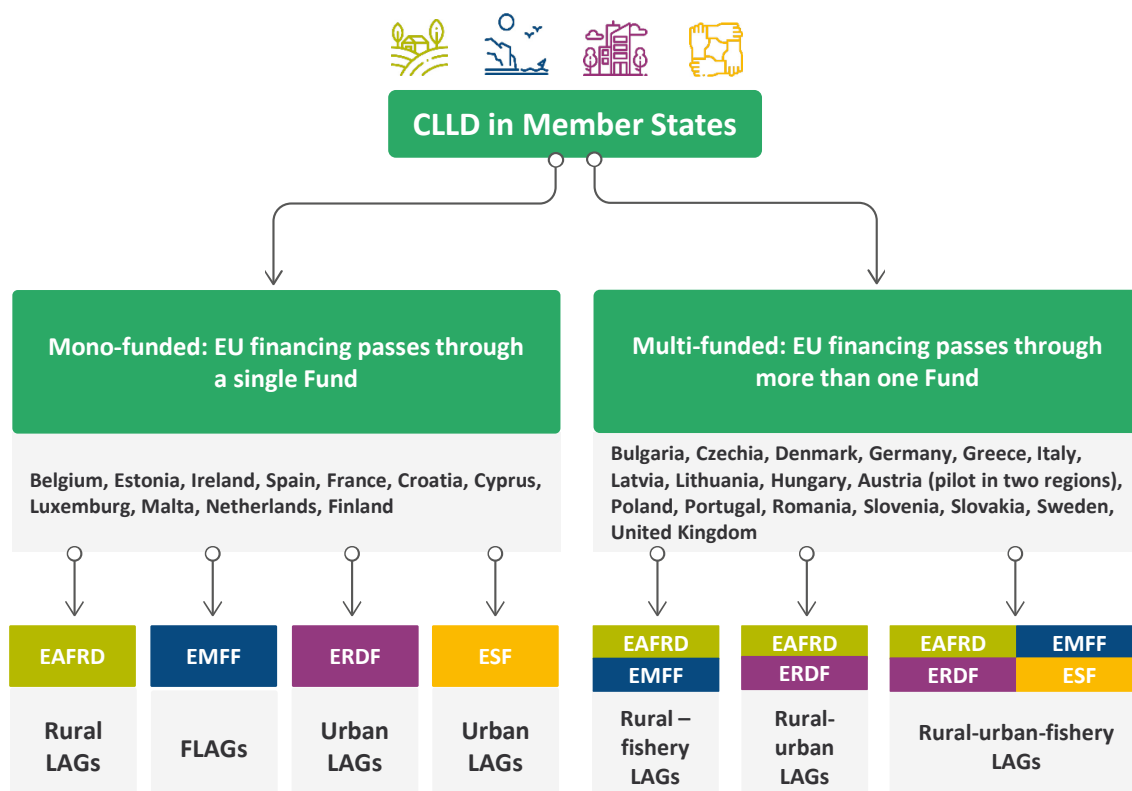 CLLD in Member States
Mono-funded: EU financing passes through
a single Fund
Multi-funded: EU financing passes through
more than one Fund
Belgium, Estonia, Ireland, Spain, France, Croatia, Cyprus,
Luxemburg, Malta, Netherlands, Finland
Bulgaria, Czechia, Denmark, Germany, Greece, Italy,
Latvia, Lithuania, Hungary, Austria (pilot in two regions),
Poland, Portugal, Romania, Slovenia, Slovakia, Sweden,
United Kingdom
EAFRD
Rural
LAGs
EMFF
FLAGs
ERDF
Urban
LAGs
ESF
Urban
LAGs
EAFRD
EMFF
Rural –
fishery
LAGs
EAFRD
ERDF
Rural-
urban
LAGs
EAFRD
EMFF
ERDF
ESF
Rural-urban-fishery
LAGs